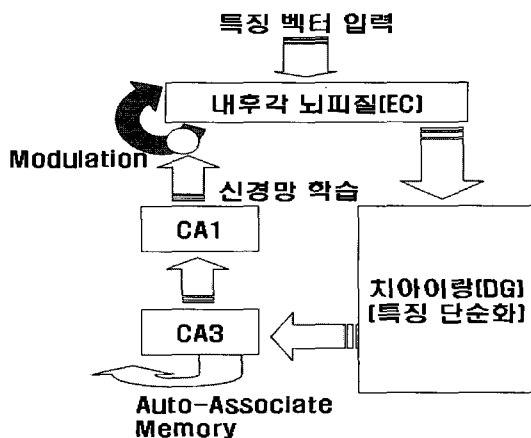 특징 벡터 입력
내후각 뇌피질(EC)
Modulation
신경망 학습
CA1
치아이랑(DG)
(특징 단순화)
CA3
Auto-Associate
Memory